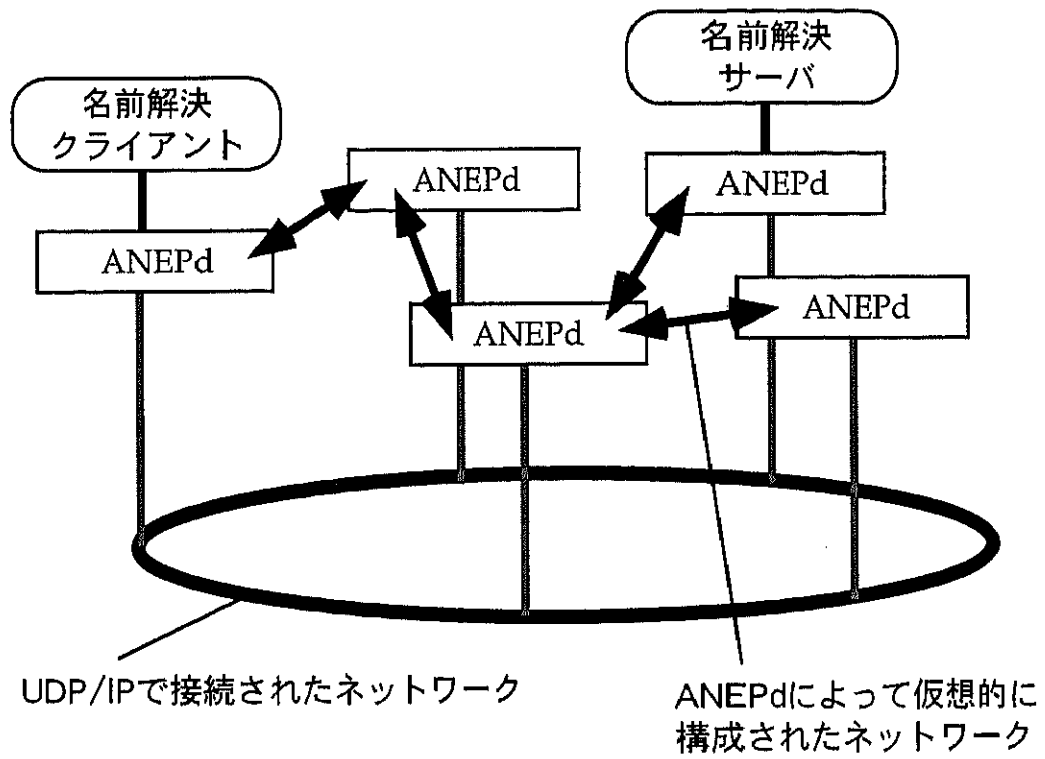 名前解決
サーバ
名前解決
クライアント
ANEPd
ANEPd
ANEPd
ANEPd
ANEPd
UDP/IPで接続されたネットワーク
ANEPdによって仮想的に
構成されたネットワーク